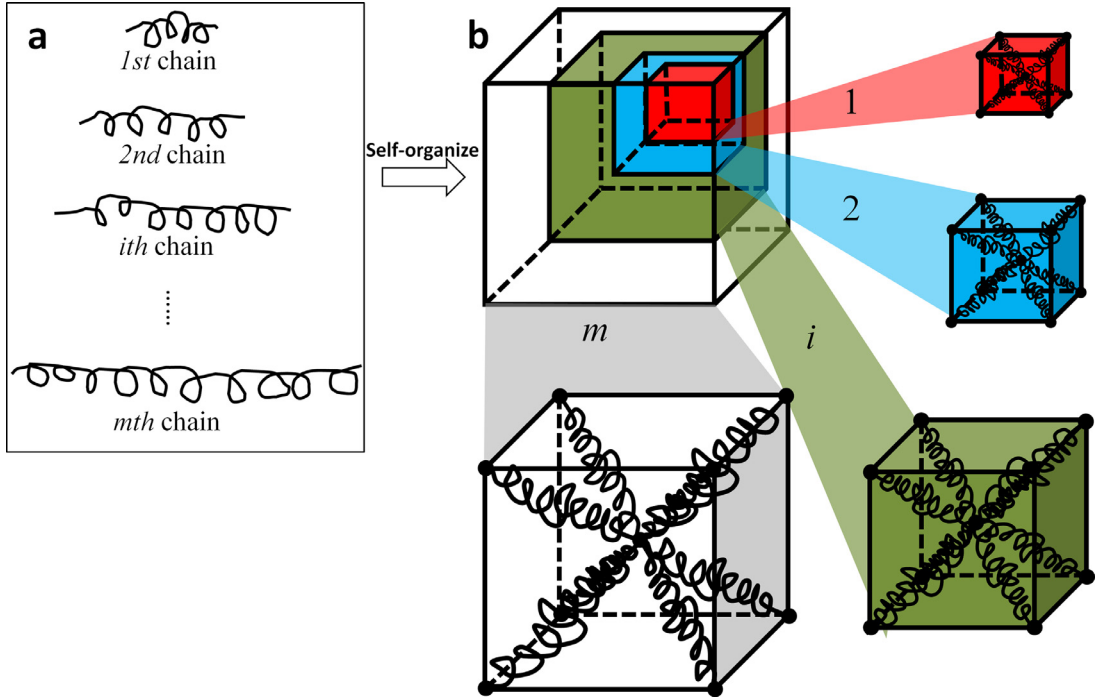 a
1st chain
2nd chain
ith chain
......
mth chain
Self-organize
b
1
2
i
m